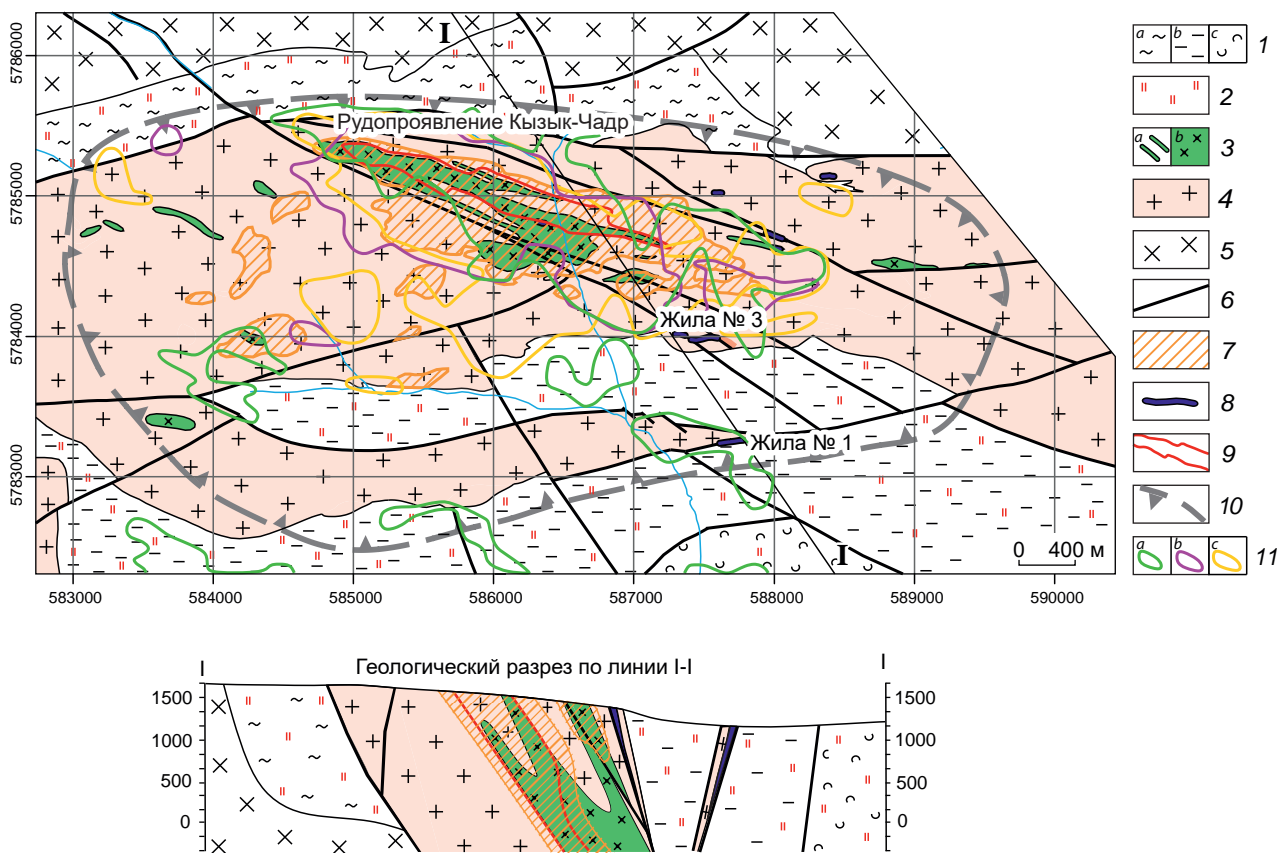 I
5786000
5785000
5784000
5783000
Рудопроявление Кызык-Чадр
Жила № 3
Жила № 1
I
0 400 м
583000 584000 585000 586000 587000 588000 589000 590000
a b c 1
2
a b 3
4
5
6
7
8
9
10
a b c 11
I Геологический разрез по линии I-I I
1500 1500
1000 1000
500 500
0 0